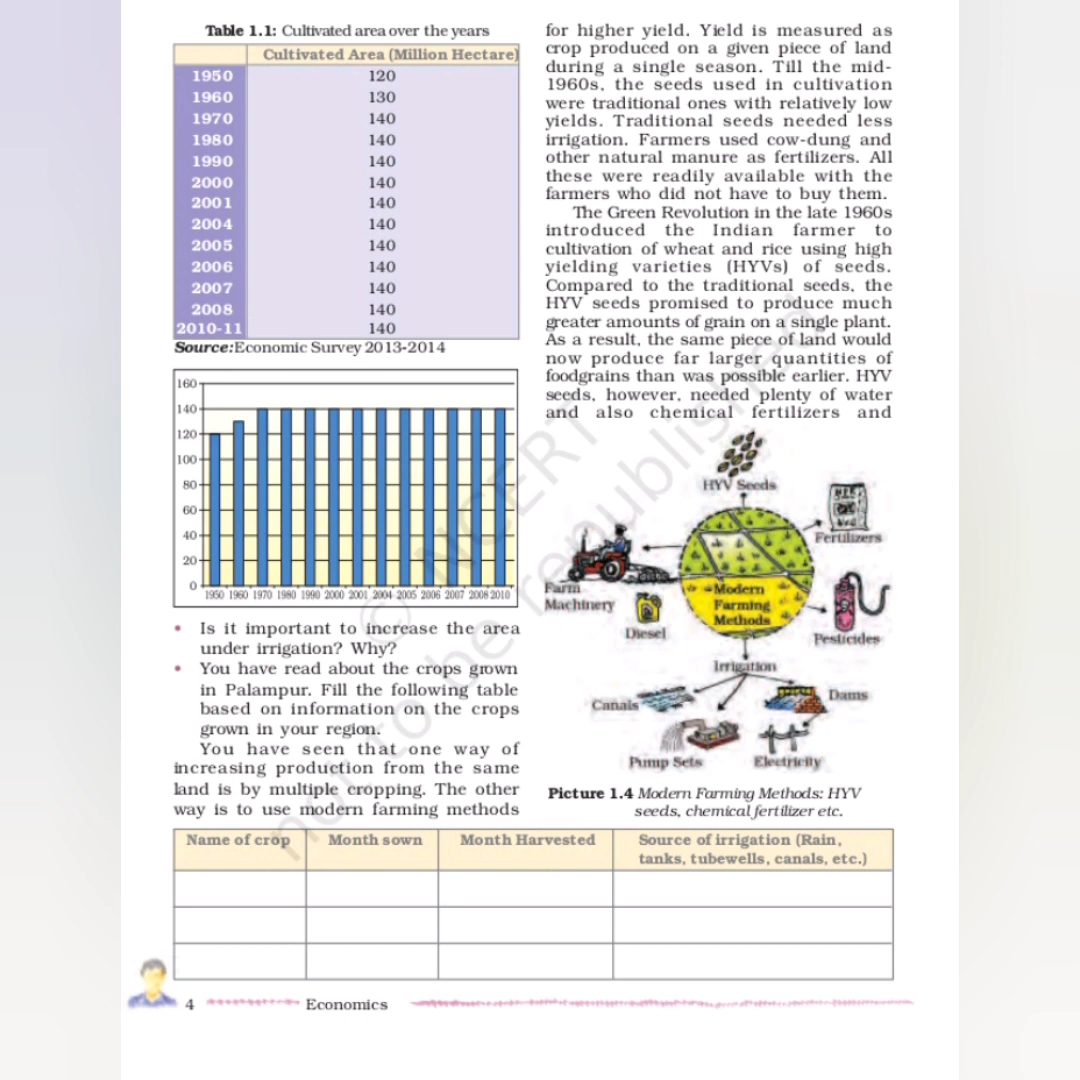 Table 1.1: Cultivated area over the years
Cultivated Area (Million Hectare)
1950 120
1960 130
1970 140
1980 140
1990 140
2000 140
2001 140
2004 140
2005 140
2006 140
2007 140
2008 140
2010-11 140
Source:Economic Survey 2013-2014
160
140
120
100
80
60
40
20
0
1950 1960 1970 1980 1990 2000 2001 2004 2005 2006 2007 2008 2010
• Is it important to increase the area
under irrigation? Why?
• You have read about the crops grown
in Palampur. Fill the following table
based on information on the crops
grown in your region.
You have seen that one way of
increasing production from the same
land is by multiple cropping. The other
way is to use modern farming methods
for higher yield. Yield is measured as
crop produced on a given piece of land
during a single season. Till the mid-
1960s, the seeds used in cultivation
were traditional ones with relatively low
yields. Traditional seeds needed less
irrigation. Farmers used cow-dung and
other natural manure as fertilizers. All
these were readily available with the
farmers who did not have to buy them.
The Green Revolution in the late 1960s
introduced the Indian farmer to
cultivation of wheat and rice using high
yielding varieties (HYVs) of seeds.
Compared to the traditional seeds, the
HYV seeds promised to produce much
greater amounts of grain on a single plant.
As a result, the same piece of land would
now produce far larger quantities of
foodgrains than was possible earlier. HYV
seeds, however, needed plenty of water
and also chemical fertilizers and
HYV Seeds
Fertilizers
Farm
Machinery
Diesel
Modern
Farming
Methods
Pesticides
Irrigation
Canals
Dams
Pump Sets
Electricity
Picture 1.4 Modern Farming Methods: HYV
seeds, chemical fertilizer etc.
Name of crop Month sown Month Harvested Source of irrigation (Rain,
tanks, tubewells, canals, etc.)
4 Economics
© NCERT
not to be republished